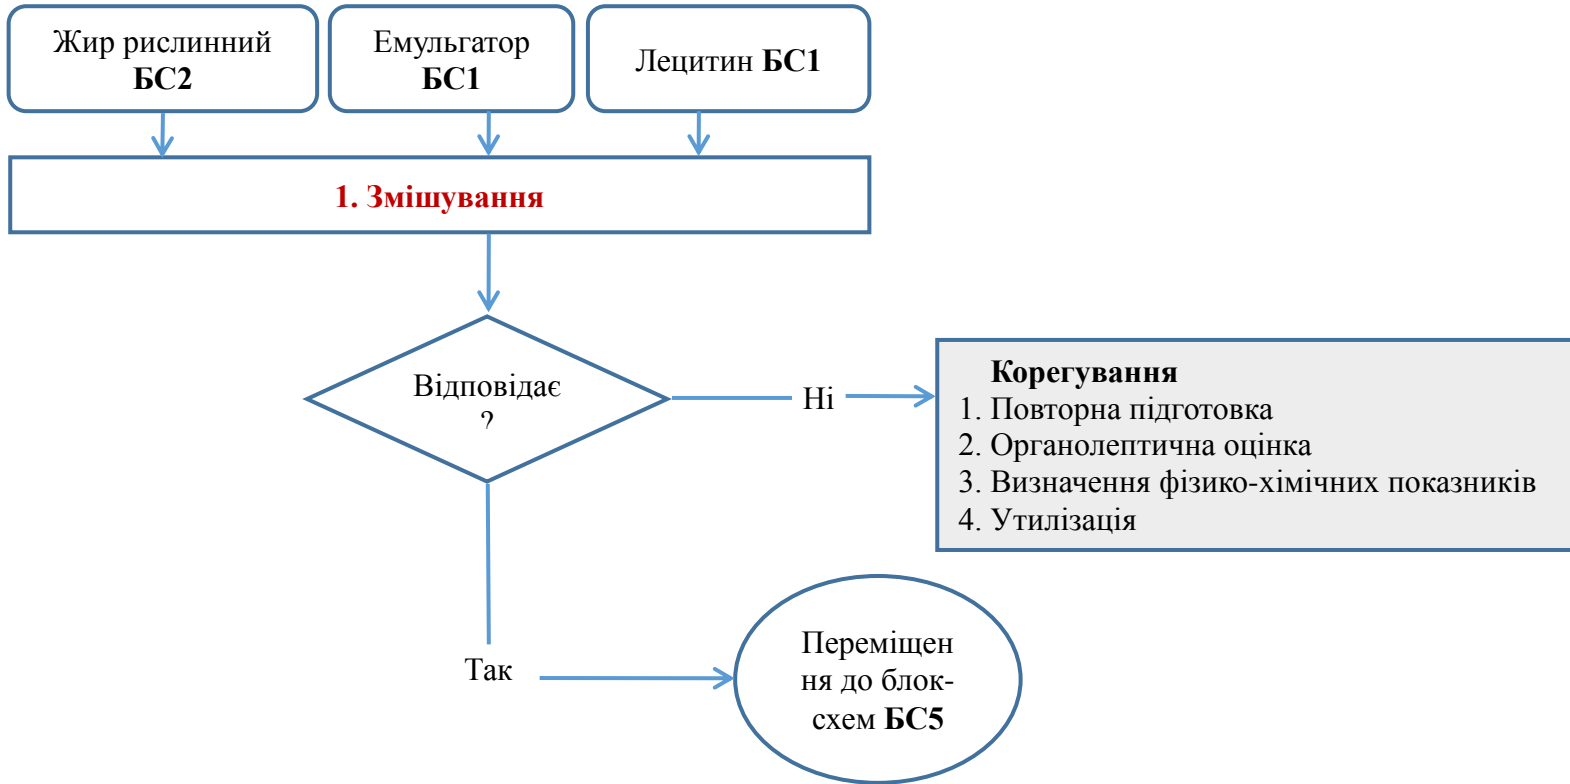 Жир рислинний
БС2
Емульгатор
БС1
Лецитин БС1
1. Змішування
Відповідає
?
Ні
Корегування
1. Повторна підготовка
2. Органолептична оцінка
3. Визначення фізико-хімічних показників
4. Утилізація
Так
Переміщен
ня до блок-
схем БС5